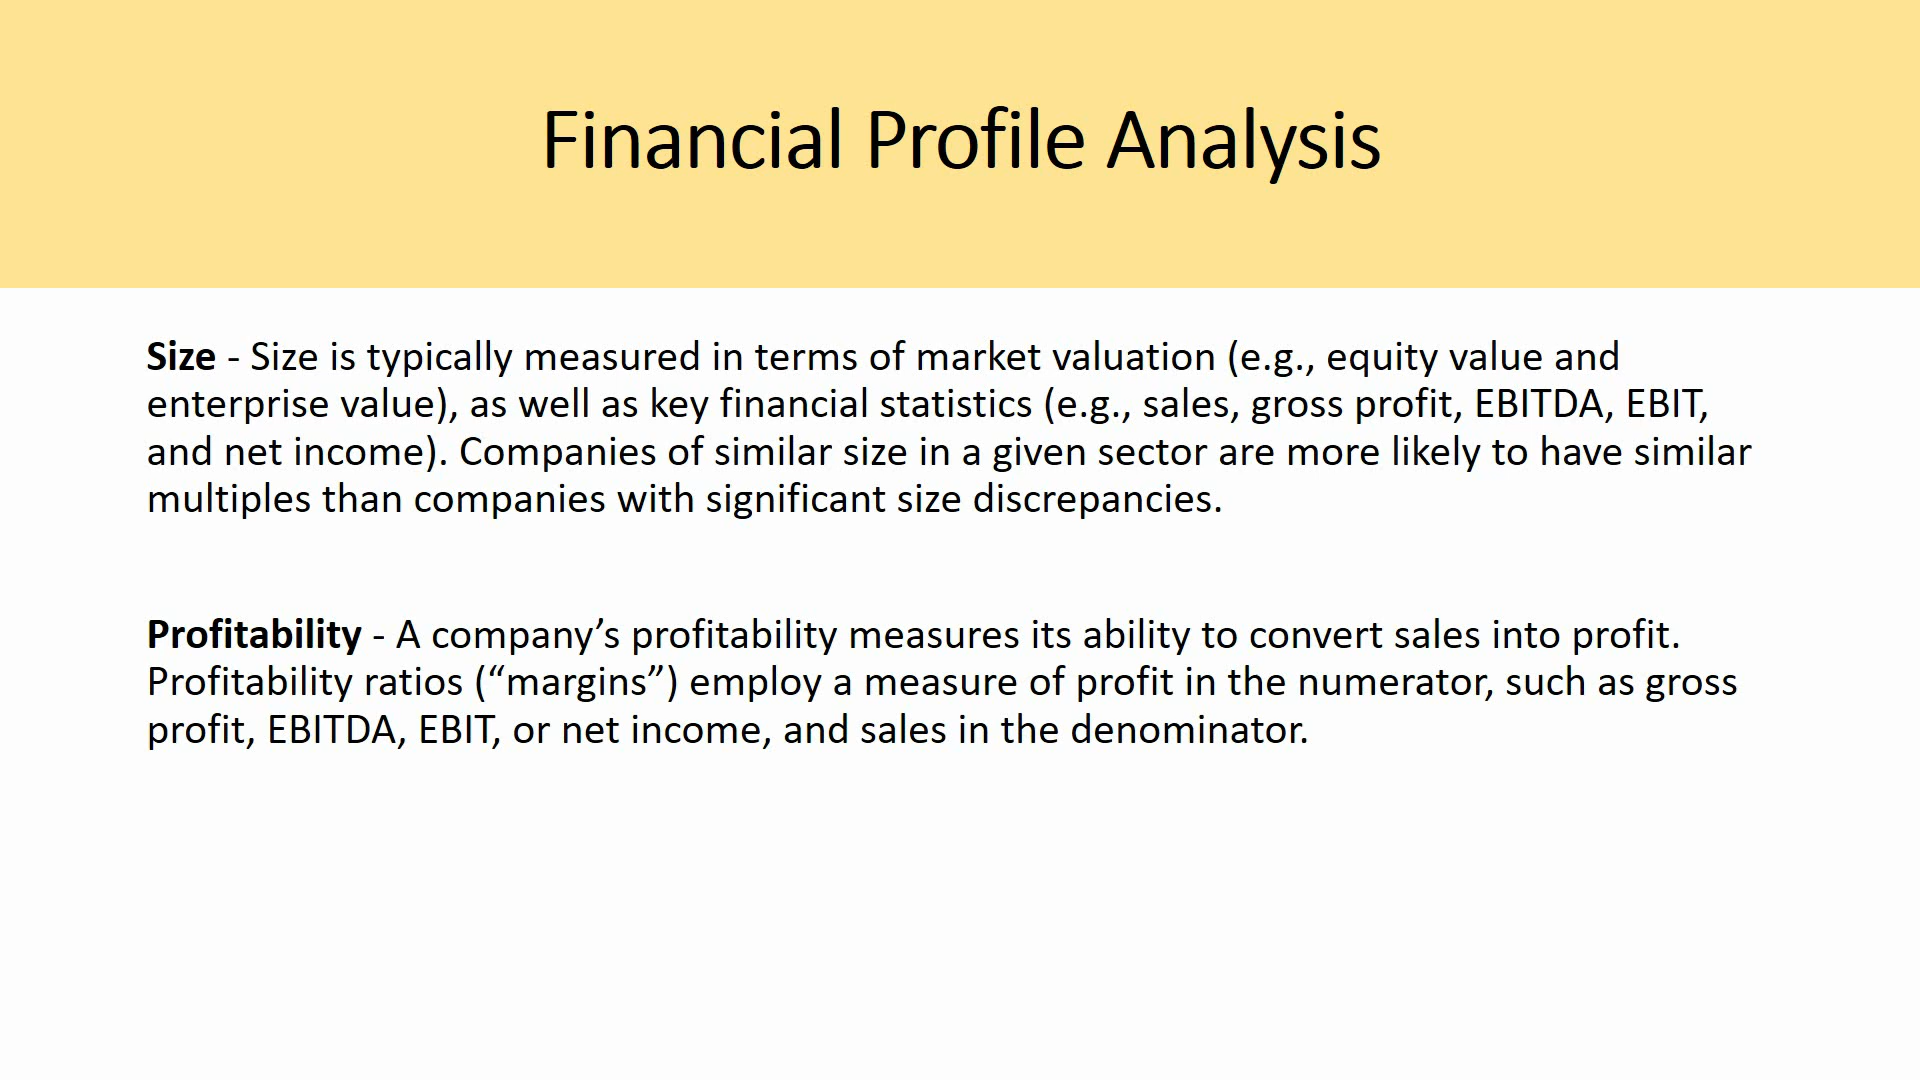 Financial Profile Analysis
Size - Size is typically measured in terms of market valuation (e.g., equity value and
enterprise value), as well as key financial statistics (e.g., sales, gross profit, EBITDA, EBIT,
and net income). Companies of similar size in a given sector are more likely to have similar
multiples than companies with significant size discrepancies.
Profitability - A company’s profitability measures its ability to convert sales into profit.
Profitability ratios (“margins”) employ a measure of profit in the numerator, such as gross
profit, EBITDA, EBIT, or net income, and sales in the denominator.